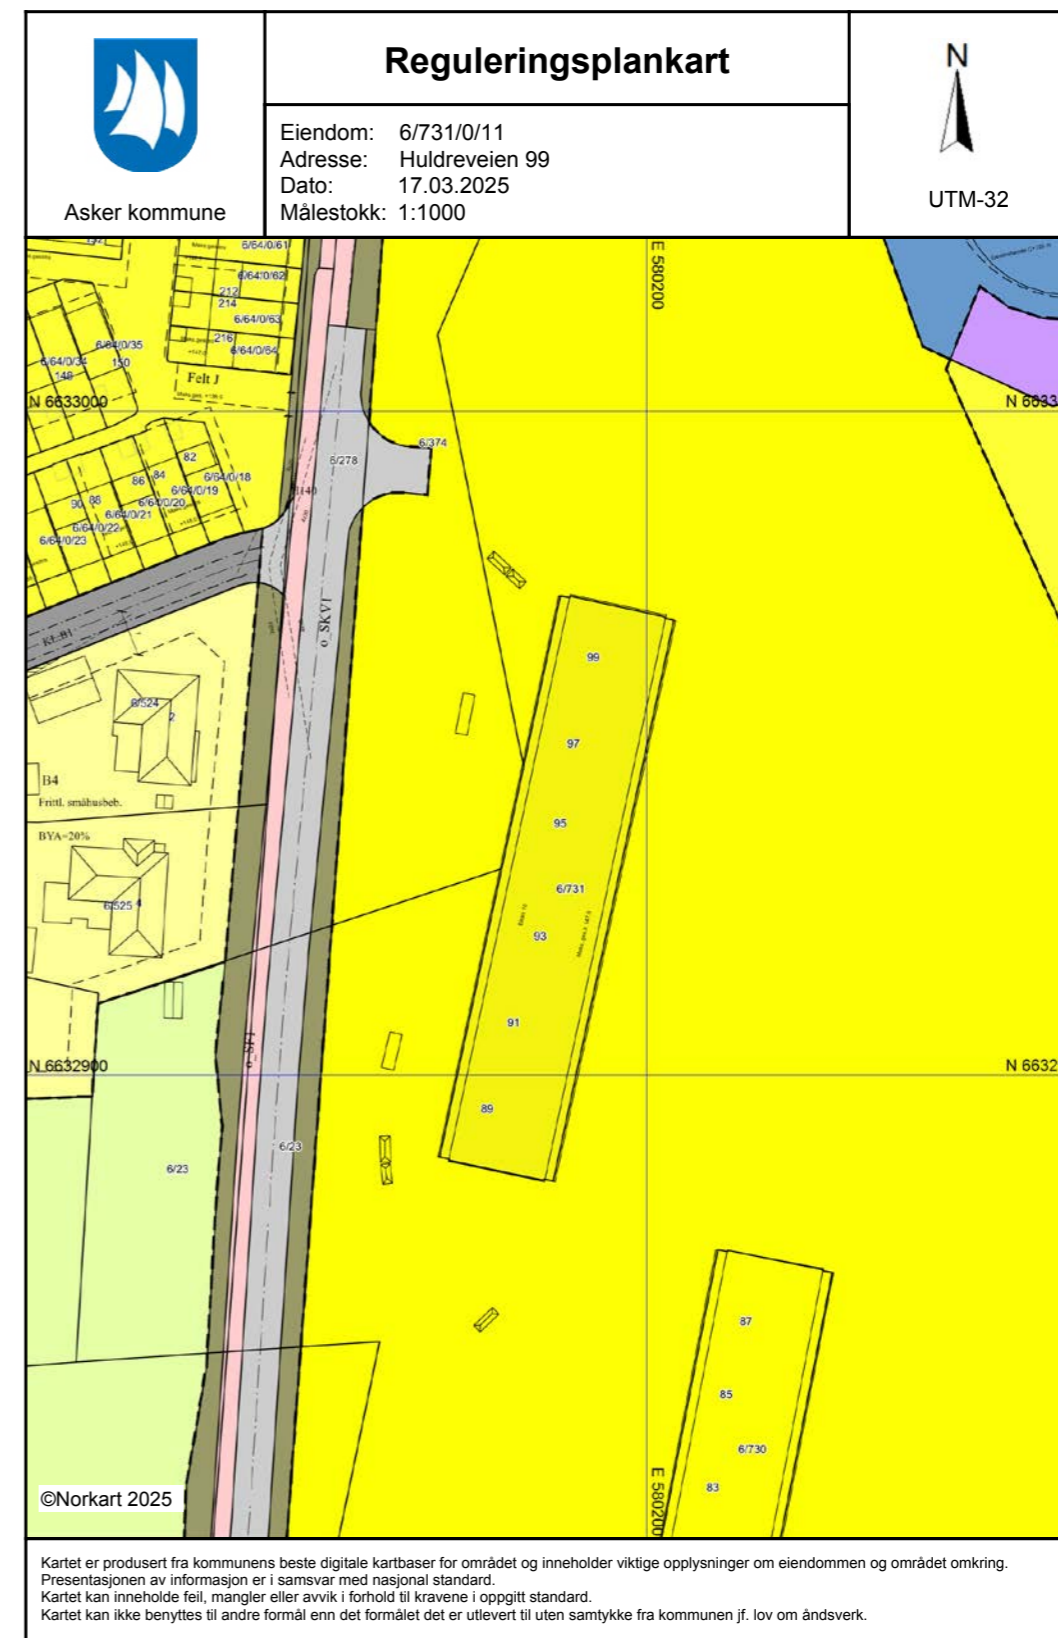 Reguleringsplankart
N
Eiendom: 6/731/0/11
Adresse: Huldreveien 99
Dato: 17.03.2025
Målestokk: 1:1000
Asker kommune
UTM-32
6/64/0/61
6/64/0/62
212
214
6/64/0/63
216
6/64/0/64
Felt J
6/64/0/35
6/64/0/34
150
148
E 580200
N 6633000
N 6633
6/374
6/278
82
84
86
88
90
6/64/0/18
6/64/0/19
6/64/0/20
6/64/0/21
6/64/0/22
6/64/0/23
o_SKV1
99
97
95
6/731
93
91
89
6/524
2
B4
Frittl. småhusbeb.
BYA=20%
6/525 4
o_SF1
N 6632900
N 6632
6/23
6/23
87
85
6/730
83
E 580200
©Norkart 2025
Kartet er produsert fra kommunens beste digitale kartbaser for området og inneholder viktige opplysninger om eiendommen og området omkring.
Presentasjonen av informasjon er i samsvar med nasjonal standard.
Kartet kan inneholde feil, mangler eller avvik i forhold til kravene i oppgitt standard.
Kartet kan ikke benyttes til andre formål enn det formålet det er utlevert til uten samtykke fra kommunen jf. lov om åndsverk.